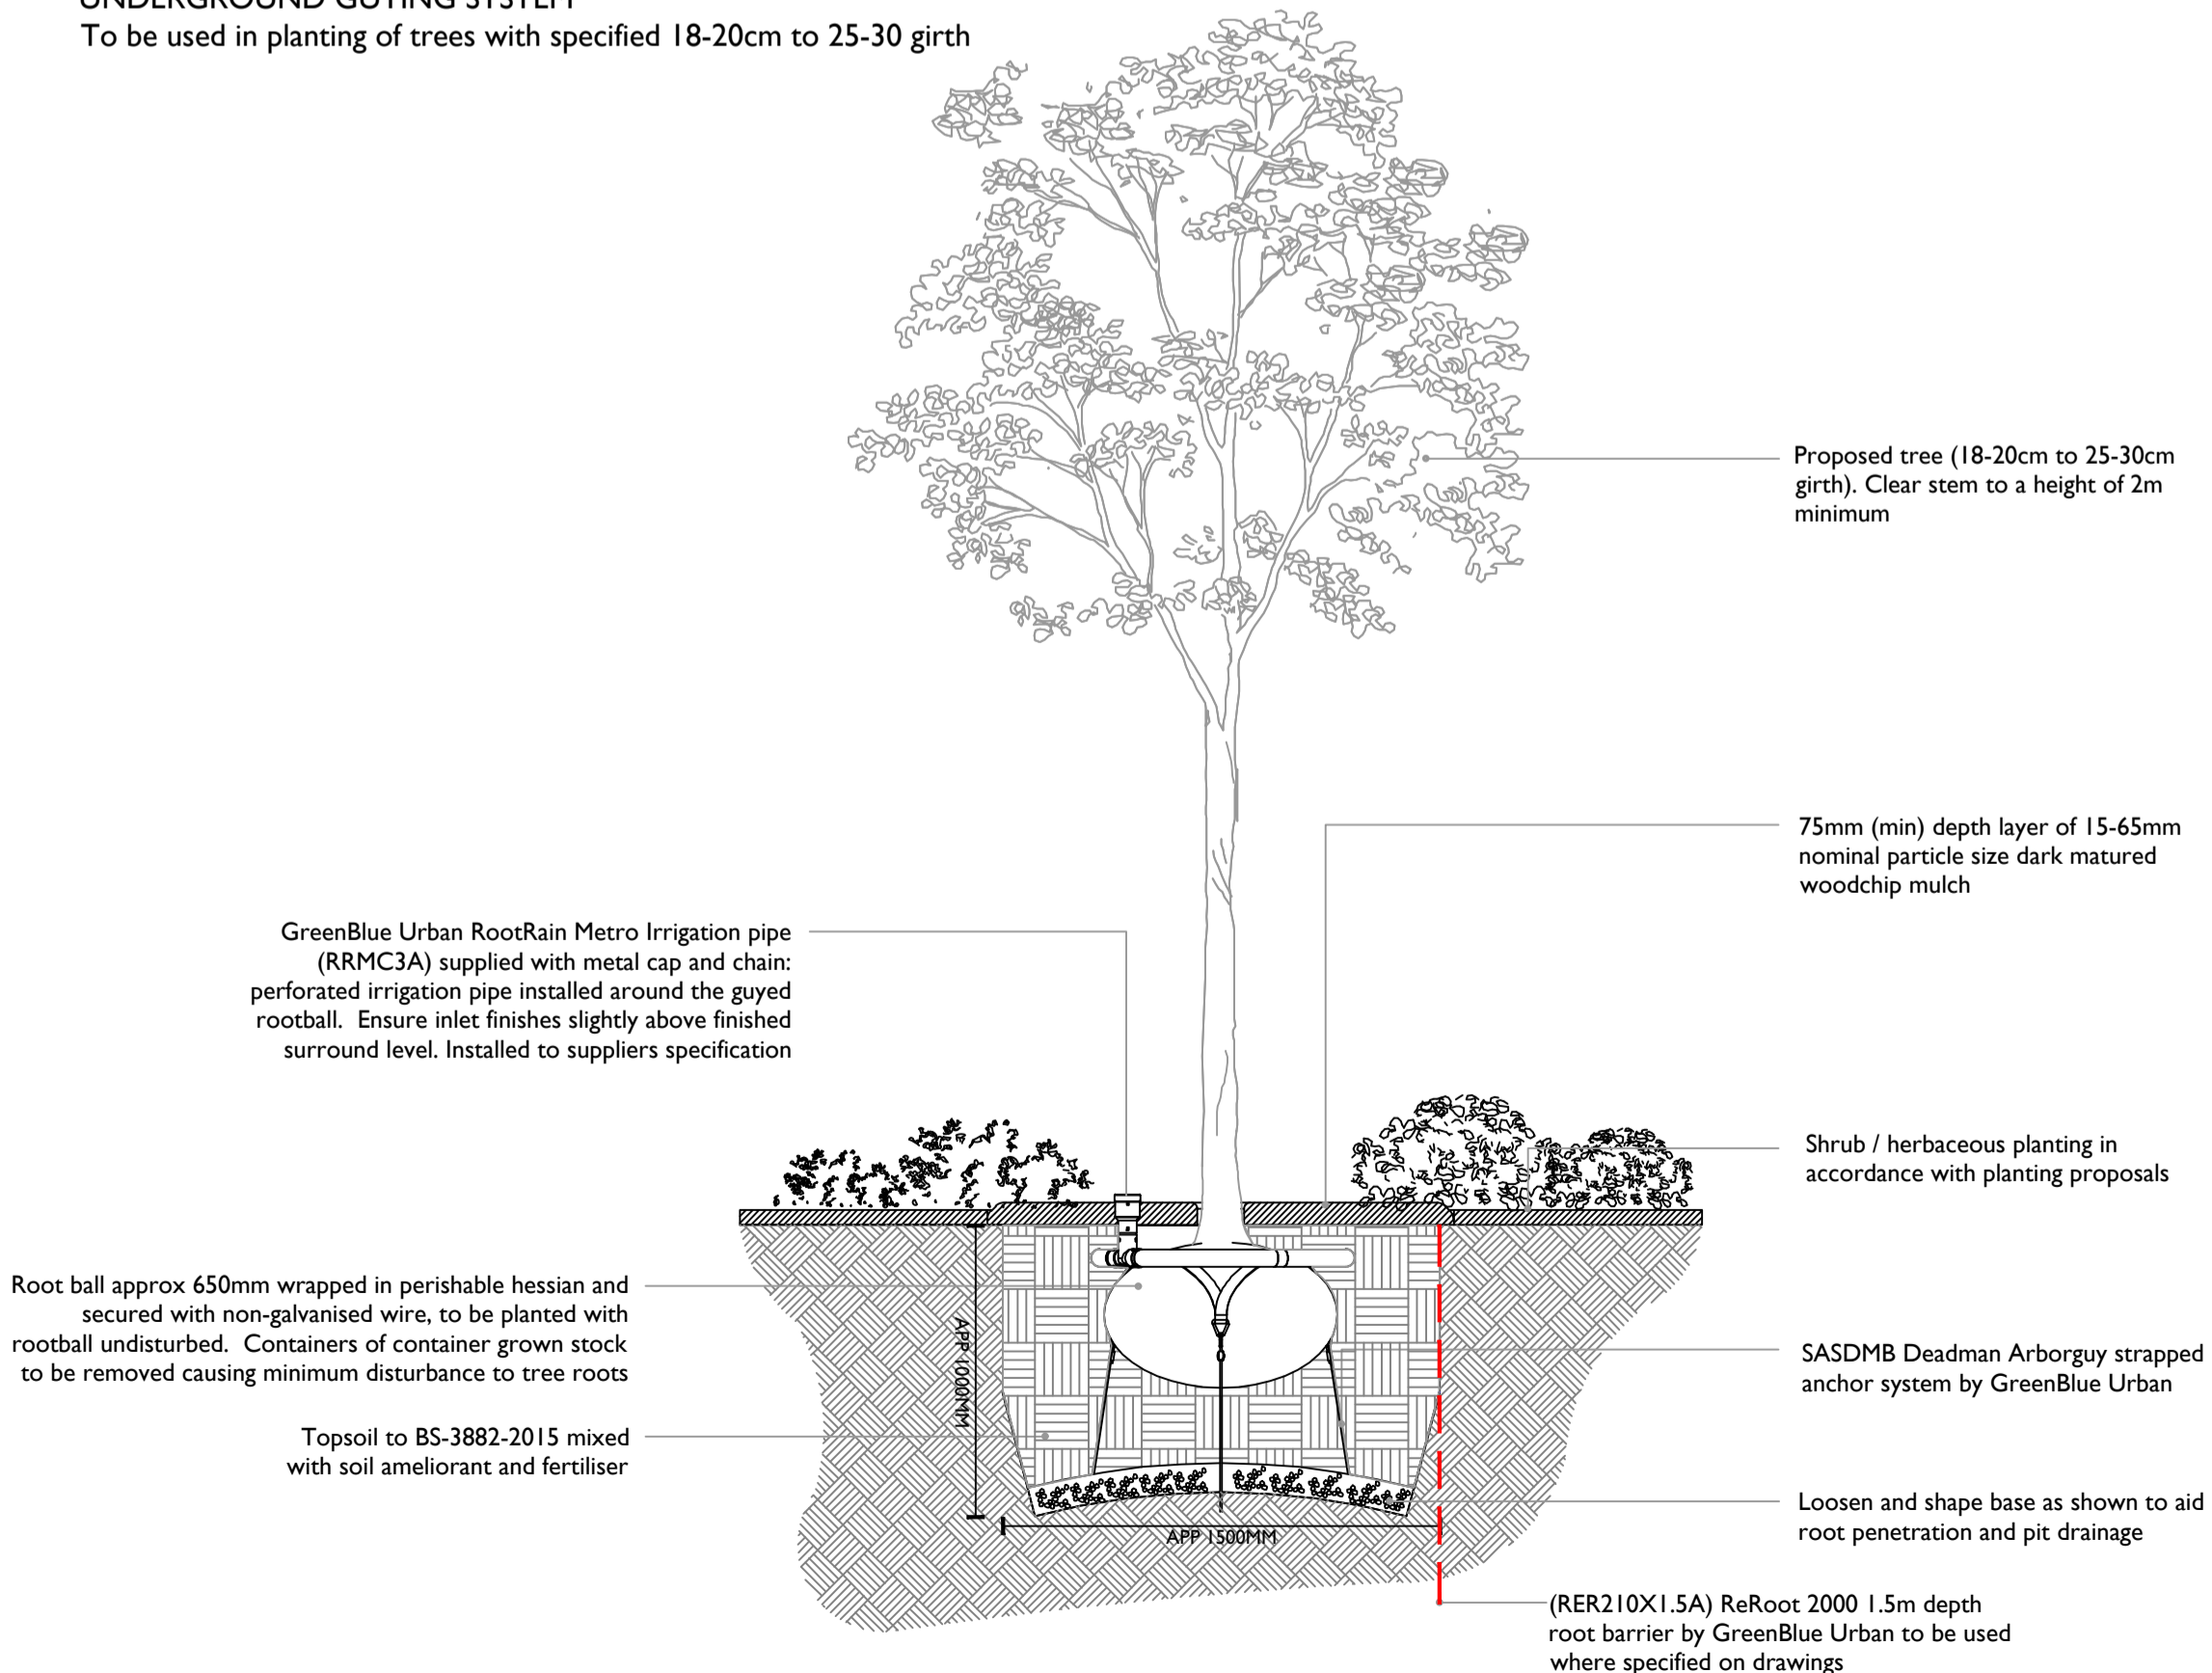 UNDERGROUND GUYING SYSTEM
To be used in planting of trees with specified 18-20cm to 25-30 girth
Proposed tree (18-20cm to 25-30cm
girth). Clear stem to a height of 2m
minimum
75mm (min) depth layer of 15-65mm
nominal particle size dark matured
woodchip mulch
GreenBlue Urban RootRain Metro Irrigation pipe
(RRMC3A) supplied with metal cap and chain:
perforated irrigation pipe installed around the guyed
rootball. Ensure inlet finishes slightly above finished
surround level. Installed to suppliers specification
Shrub / herbaceous planting in
accordance with planting proposals
Root ball approx 650mm wrapped in perishable hessian and
secured with non-galvanised wire, to be planted with
rootball undisturbed. Containers of container grown stock
to be removed causing minimum disturbance to tree roots
APP 1000MM
SASDMB Deadman Arborguy strapped
anchor system by GreenBlue Urban
Topsoil to BS-3882-2015 mixed
with soil ameliorant and fertiliser
Loosen and shape base as shown to aid
root penetration and pit drainage
APP 1500MM
(RER210X1.5A) ReRoot 2000 1.5m depth
root barrier by GreenBlue Urban to be used
where specified on drawings